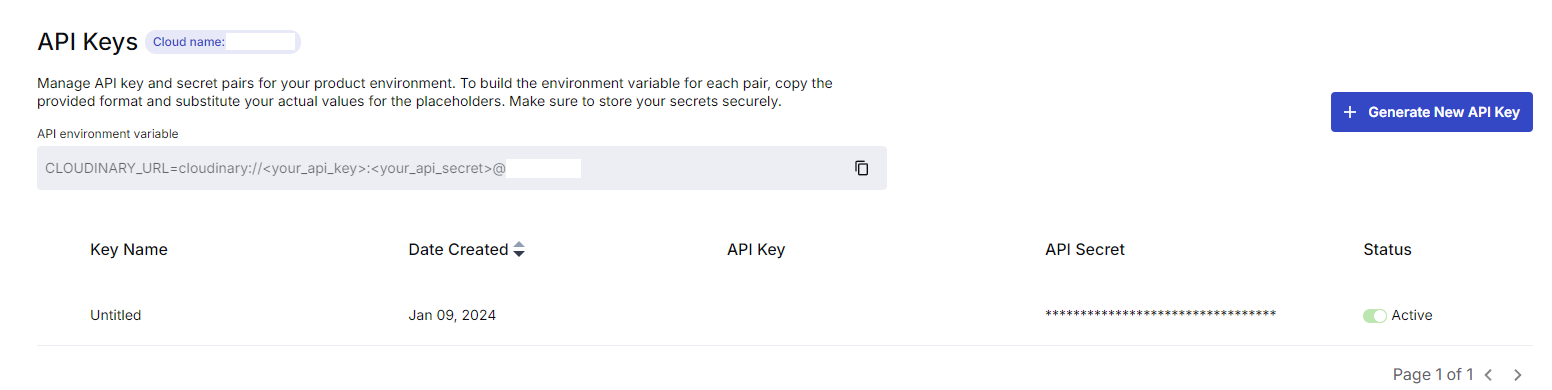 API Keys Cloud name:
Manage API key and secret pairs for your product environment. To build the environment variable for each pair, copy the
provided format and substitute your actual values for the placeholders. Make sure to store your secrets securely.
+ Generate New API Key
API environment variable
CLOUDINARY_URL=cloudinary://<your_api_key>:<your_api_secret>@
Key Name Date Created API Key API Secret Status
Untitled Jan 09, 2024 ********************************* Active
Page 1 of 1